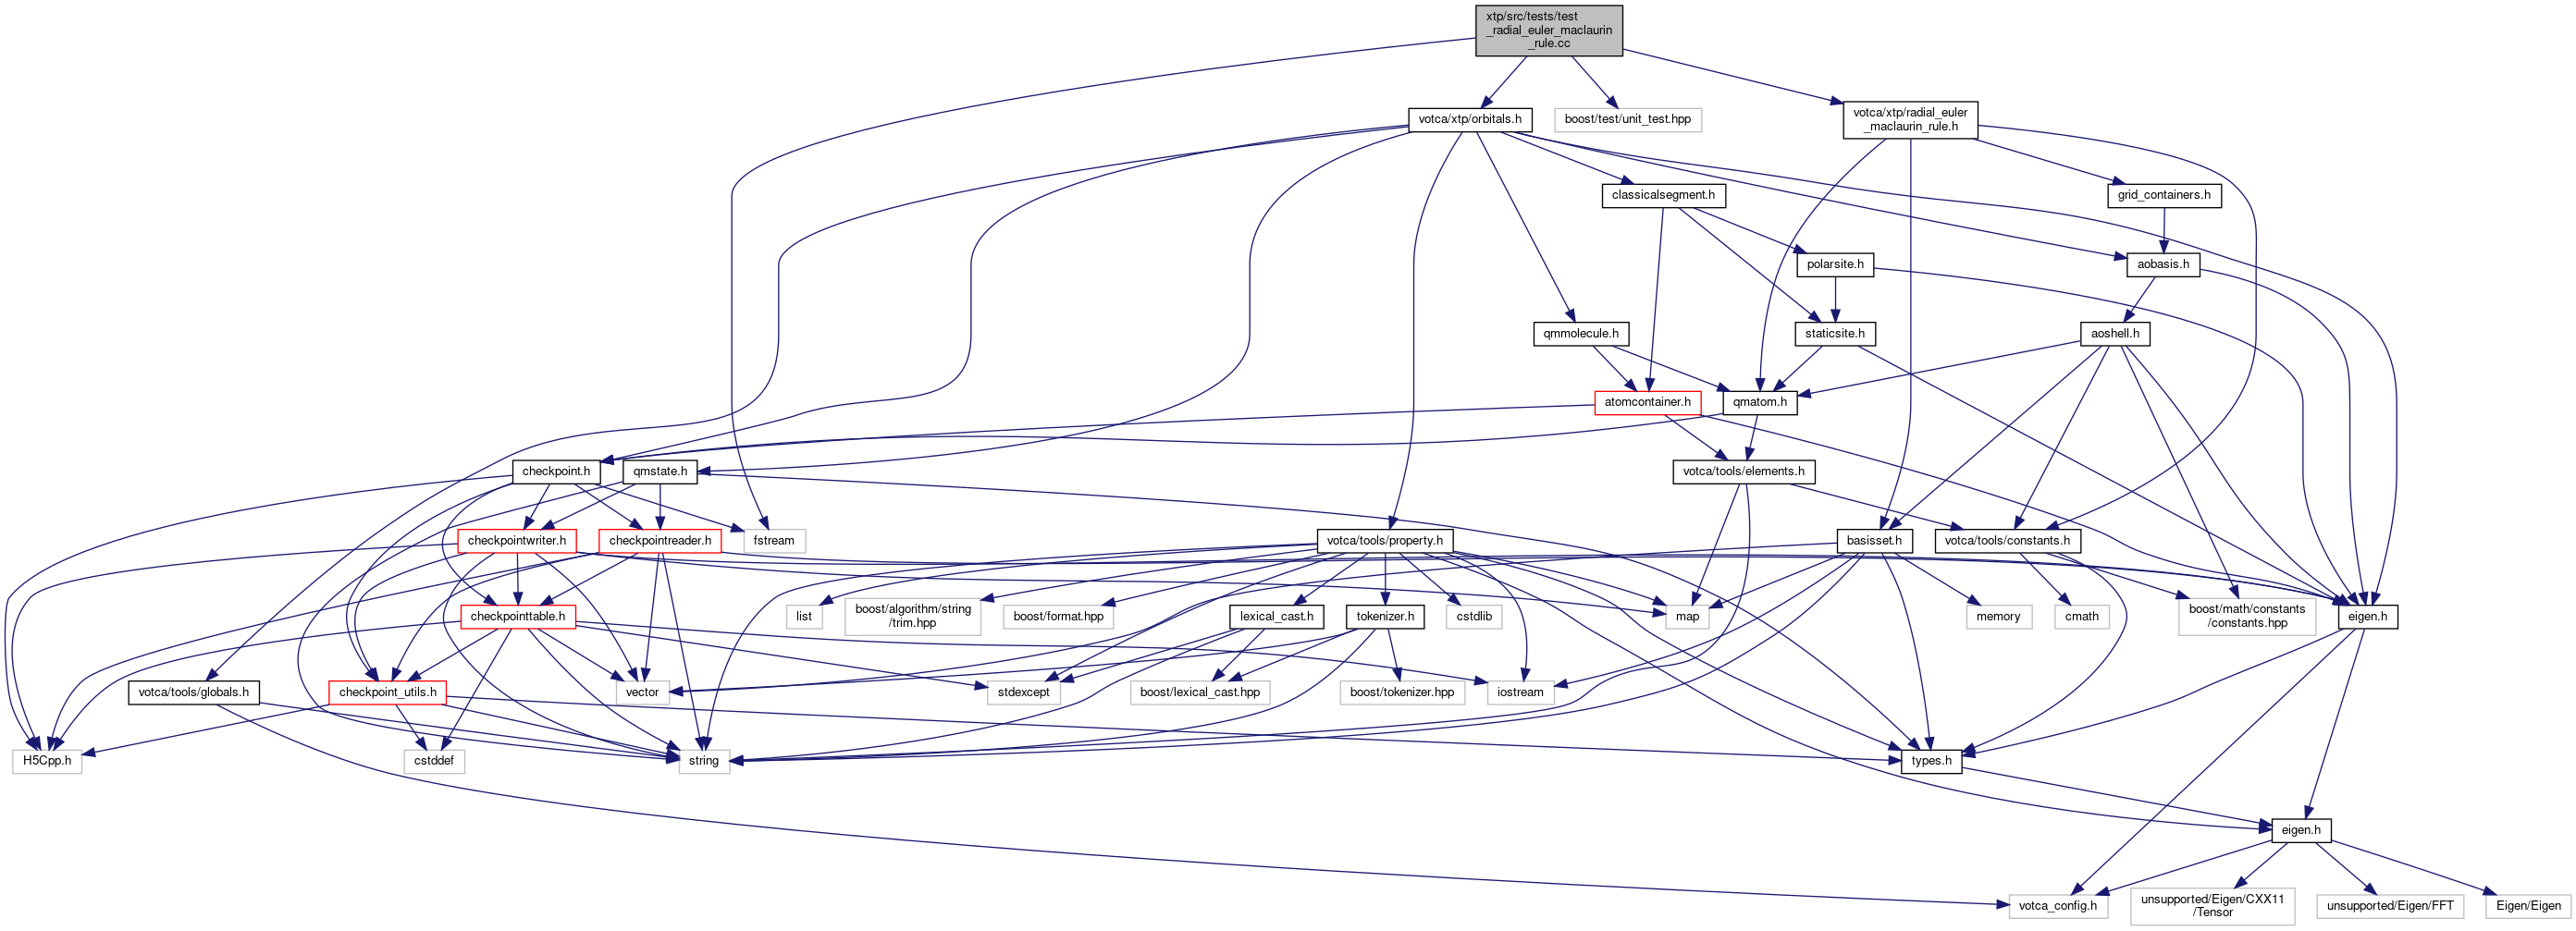 xtp/src/tests/test
_radial_euler_maclaurin
_rule.cc
votca/xtp/orbitals.h
boost/test/unit_test.hpp
votca/xtp/radial_euler
_maclaurin_rule.h
classicalsegment.h
grid_containers.h
polarsite.h
aobasis.h
qmmolecule.h
staticsite.h
aoshell.h
atomcontainer.h
qmatom.h
checkpoint.h
qmstate.h
votca/tools/elements.h
checkpointwriter.h
checkpointreader.h
fstream
votca/tools/property.h
basisset.h
votca/tools/constants.h
checkpointtable.h
list
boost/algorithm/string
/trim.hpp
boost/format.hpp
lexical_cast.h
tokenizer.h
cstdlib
map
memory
cmath
boost/math/constants
/constants.hpp
eigen.h
votca/tools/globals.h
checkpoint_utils.h
vector
stdexcept
boost/lexical_cast.hpp
boost/tokenizer.hpp
iostream
H5Cpp.h
cstddef
string
types.h
eigen.h
votca_config.h
unsupported/Eigen/CXX11
/Tensor
unsupported/Eigen/FFT
Eigen/Eigen